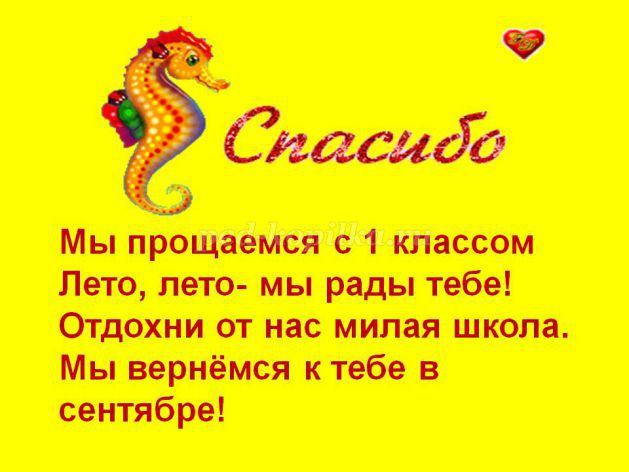 Спасибо
Мы прощаемся с 1 классом
Лето, лето- мы рады тебе!
Отдохни от нас милая школа.
Мы вернёмся к тебе в
сентябре!